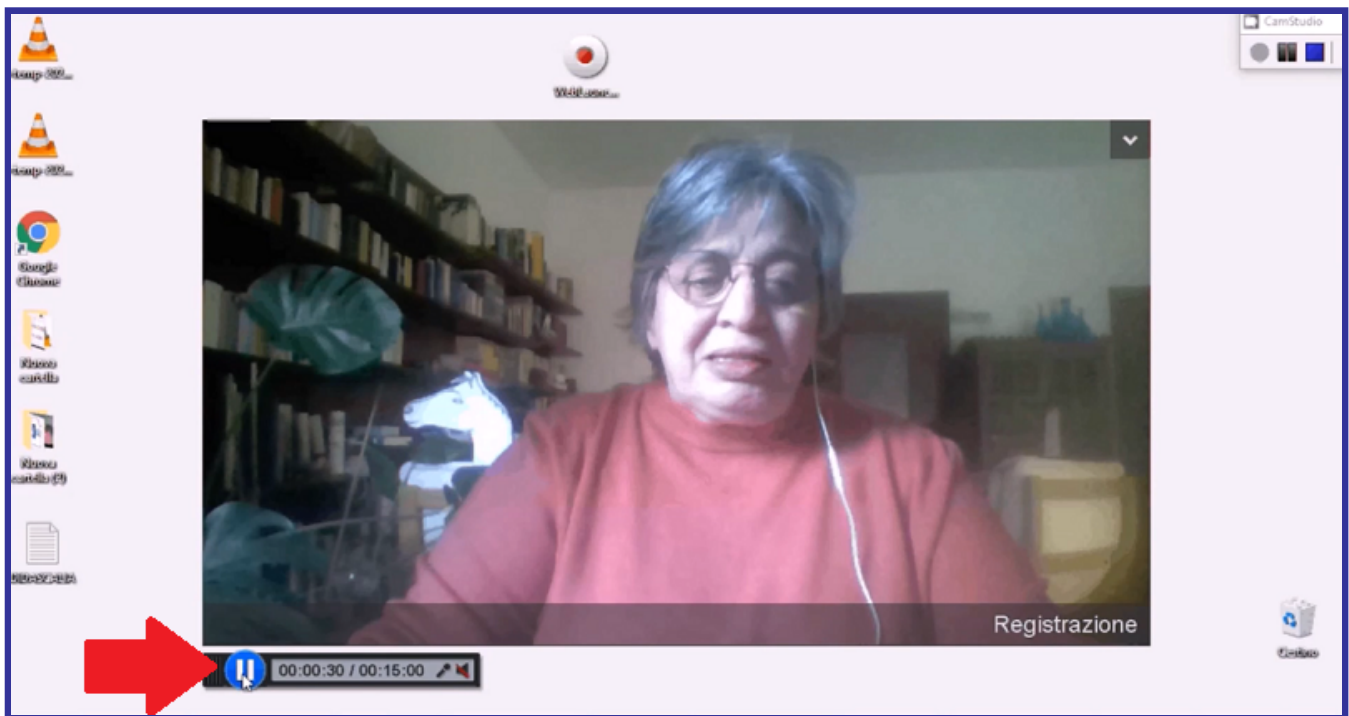 CamStudio
Google
Chrome
Nuova
cartella
Nuova
cartella (2)
Registrazione
00:00:30 / 00:15:00
Cestino